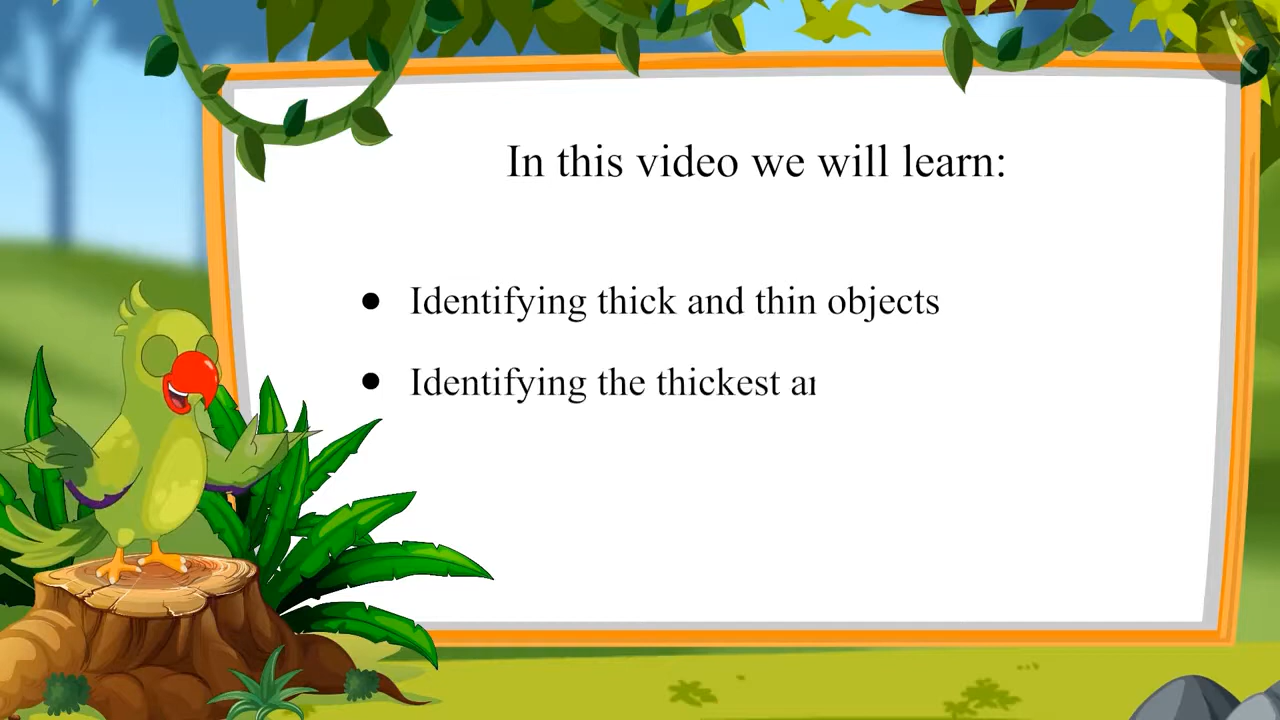 In this video we will learn:
● Identifying thick and thin objects
● Identifying the thickest